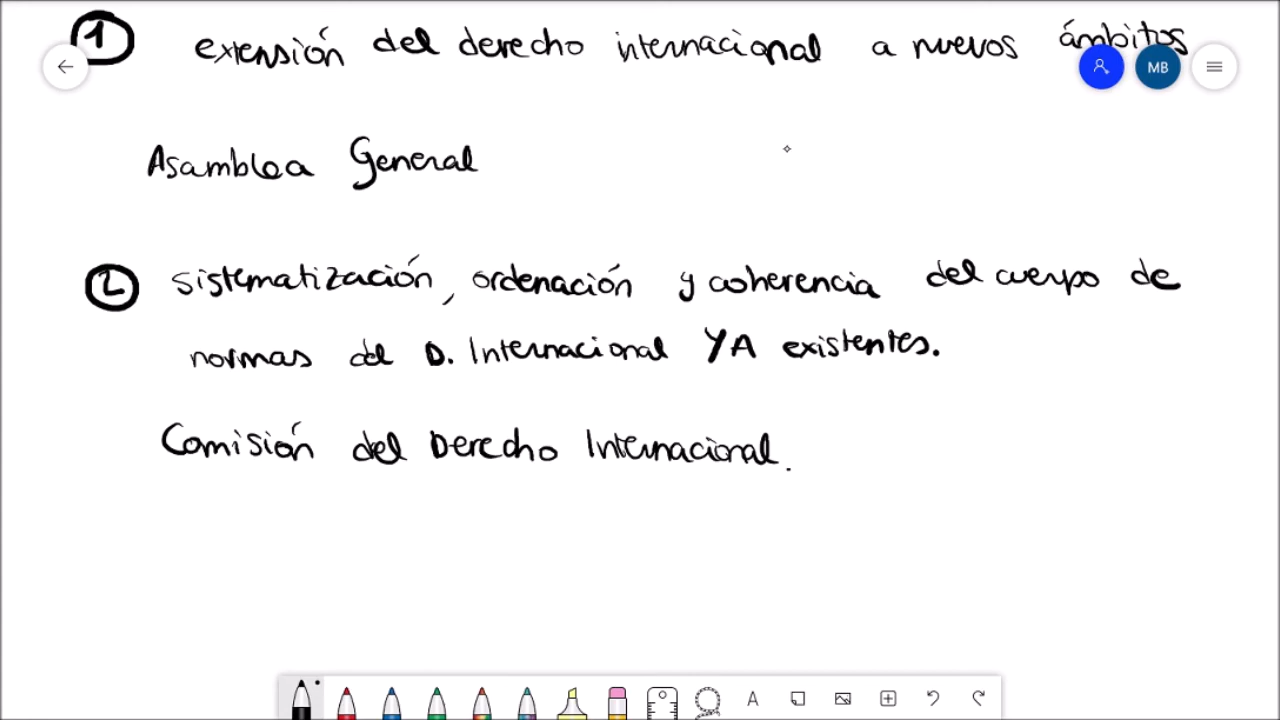 1 extensión del derecho internacional a nuevos ámbitos
MB
Asamblea General
2 sistematización, ordenación y coherencia del cuerpo de
normas del D. Internacional YA existentes.
Comisión del Derecho Internacional.
A